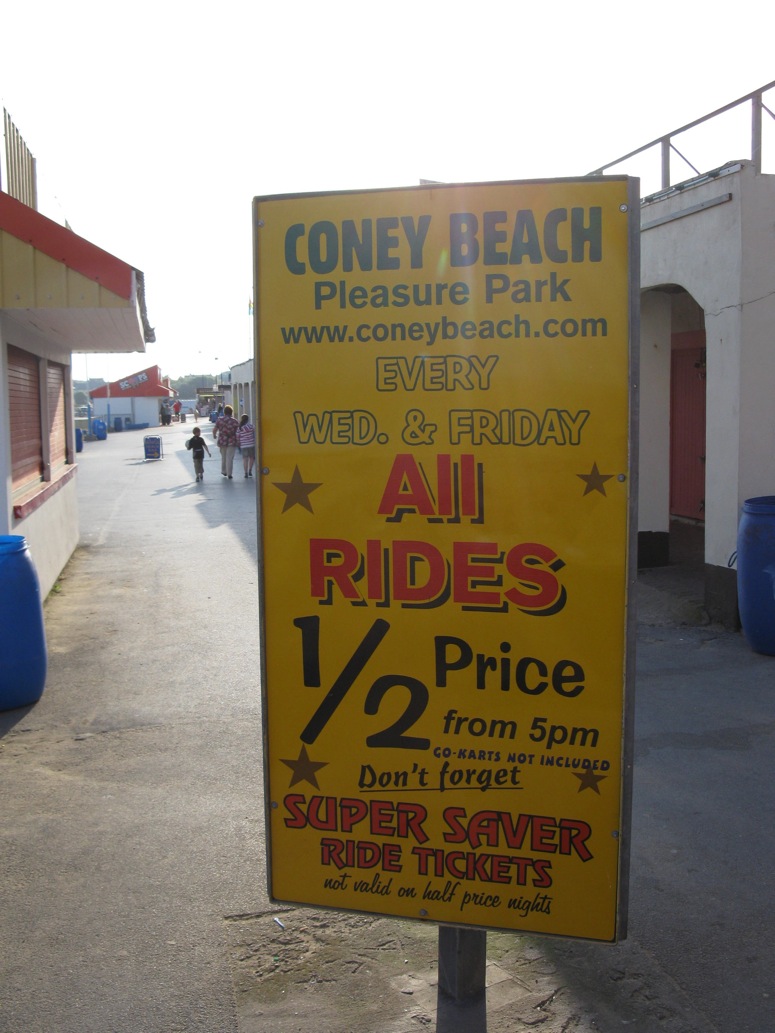 CONEY BEACH
Pleasure Park
www.coneybeach.com
EVERY
WED. & FRIDAY
All
RIDES
1/2 Price
from 5pm
GO-KARTS NOT INCLUDED
Don't forget
SUPER SAVER
RIDE TICKETS
not valid on half price nights